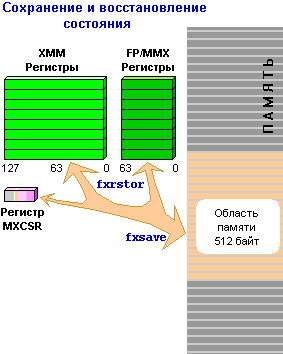 Сохранение и восстановление
состояния
XMM
Регистры
FP/MMX
Регистры
ПАМЯТЬ
127 63 0 63 0
fxrstor
Регистр
MXCSR
fxsave
Область
памяти
512 байт